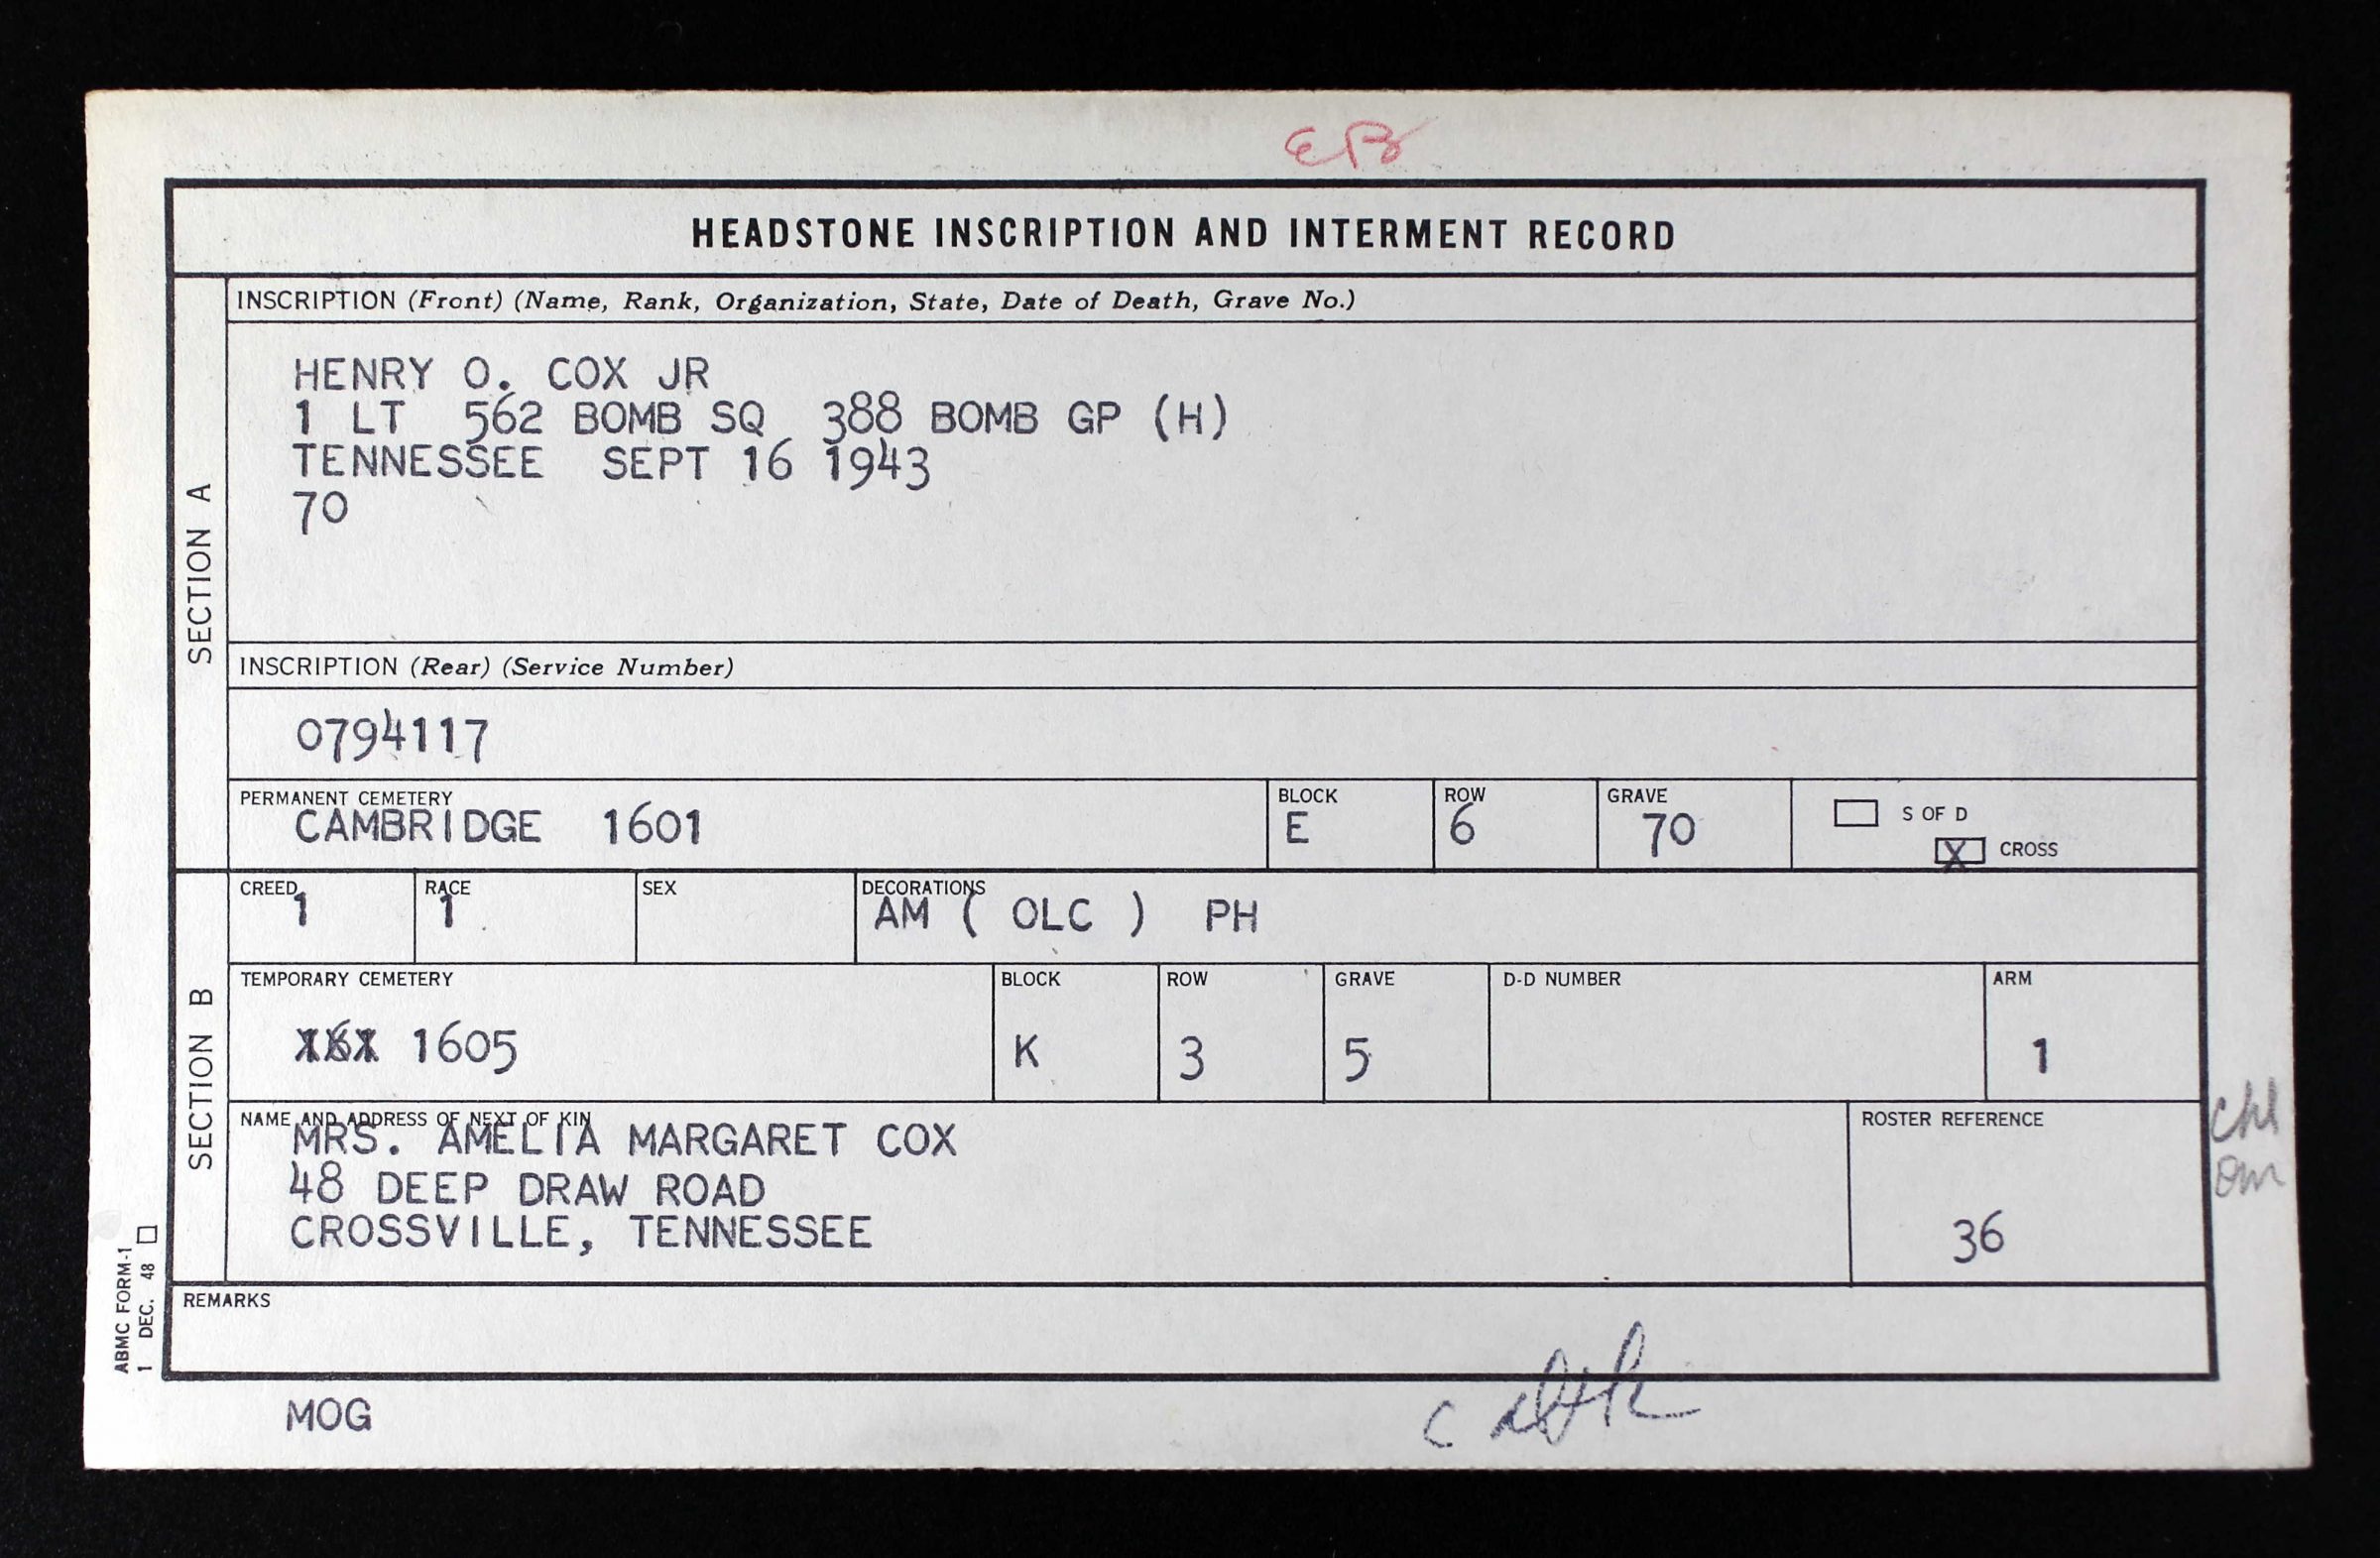 EB
HEADSTONE INSCRIPTION AND INTERMENT RECORD
SECTION A
INSCRIPTION (Front) (Name, Rank, Organization, State, Date of Death, Grave No.)
HENRY O. COX JR
1 LT 562 BOMB SQ 388 BOMB GP (H)
TENNESSEE SEPT 16 1943
70
INSCRIPTION (Rear) (Service Number)
0794117
PERMANENT CEMETERY BLOCK ROW GRAVE
CAMBRIDGE 1601 E 6 70
S OF D
X CROSS
SECTION B
CREED RACE SEX DECORATIONS
1 1 AM ( OLC ) PH
TEMPORARY CEMETERY BLOCK ROW GRAVE D-D NUMBER ARM
1605 K 3 5 1
NAME AND ADDRESS OF NEXT OF KIN ROSTER REFERENCE
MRS. AMELIA MARGARET COX
48 DEEP DRAW ROAD
CROSSVILLE, TENNESSEE
36
REMARKS
ABMC FORM-1
1 DEC. 48
MOG